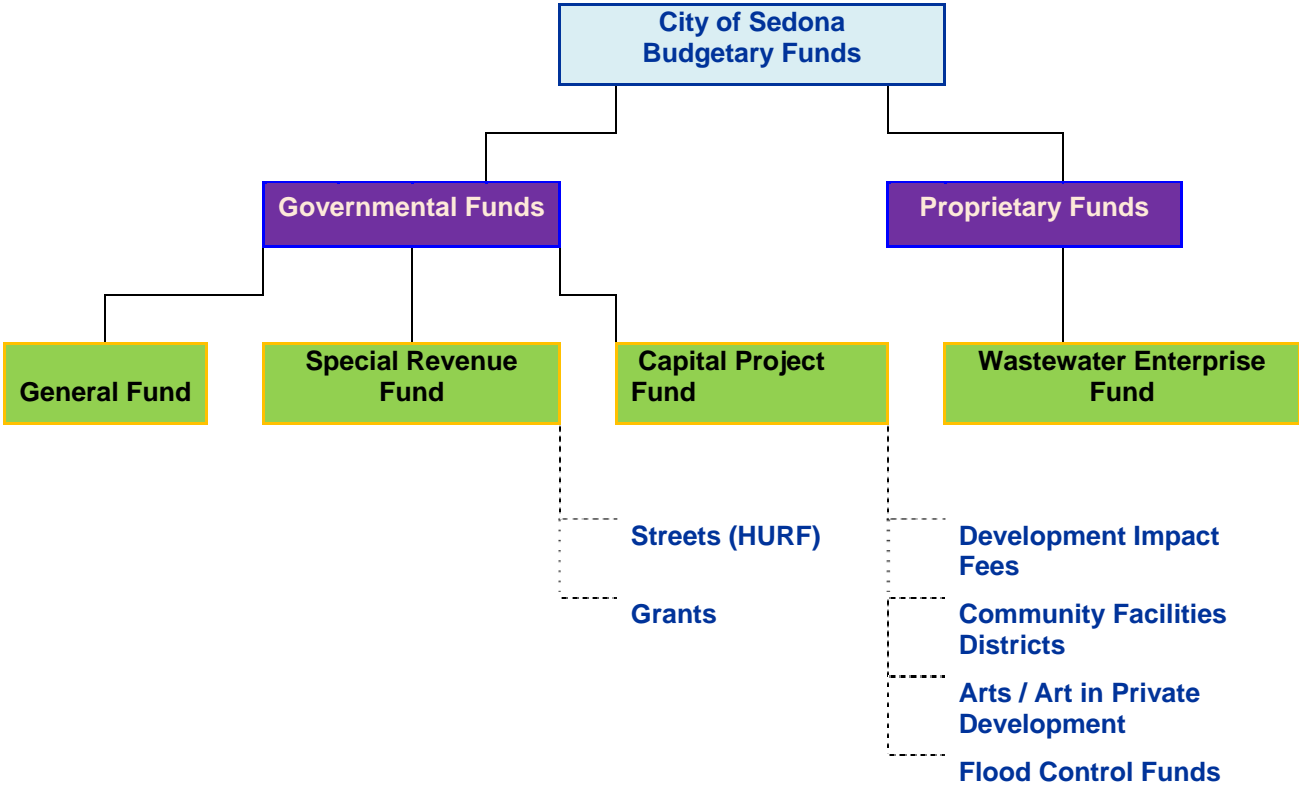 City of Sedona
Budgetary Funds
Governmental Funds
Proprietary Funds
General Fund
Special Revenue
Fund
Capital Project
Fund
Wastewater Enterprise
Fund
Streets (HURF)
Grants
Development Impact
Fees
Community Facilities
Districts
Arts / Art in Private
Development
Flood Control Funds